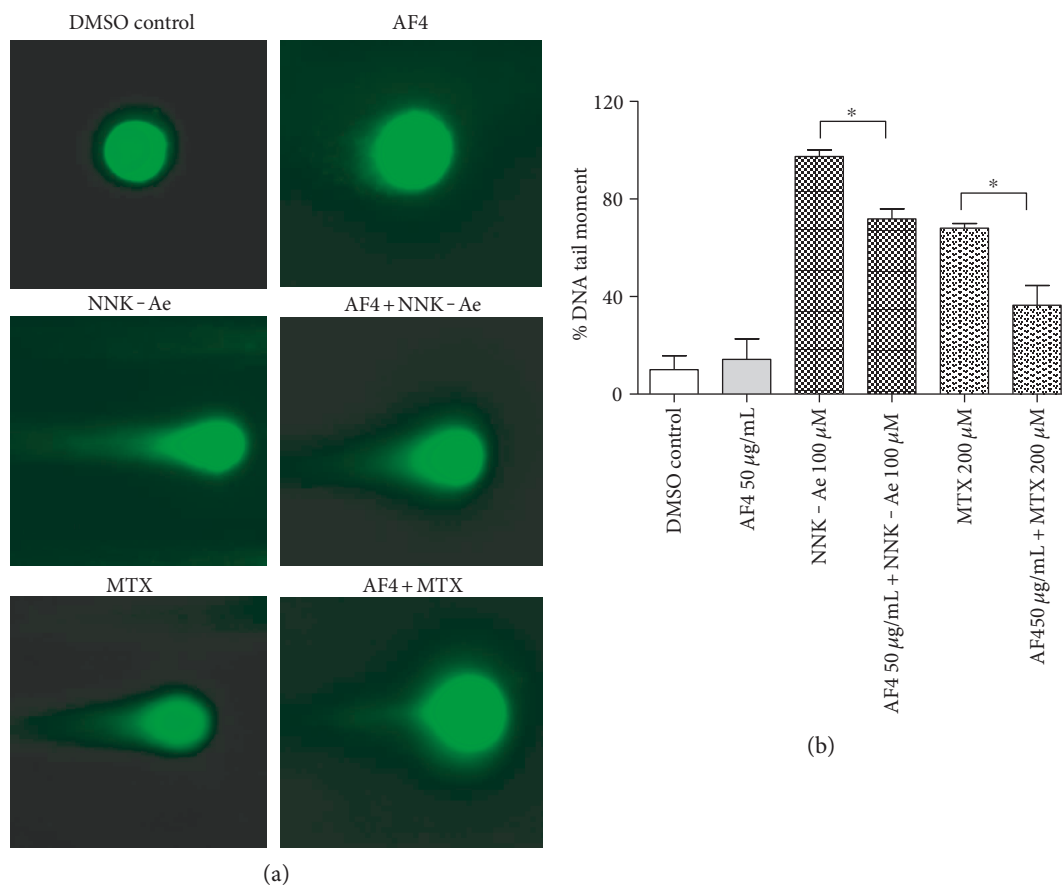 DMSO control
AF4
NNK - Ae
AF4 + NNK - Ae
MTX
AF4 + MTX
(a)
% DNA tail moment
120
80
40
0
*
*
DMSO control
AF4 50 µg/mL
NNK - Ae 100 µM
AF4 50 µg/mL + NNK - Ae 100 µM
MTX 200 µM
AF450 µg/mL + MTX 200 µM
(b)